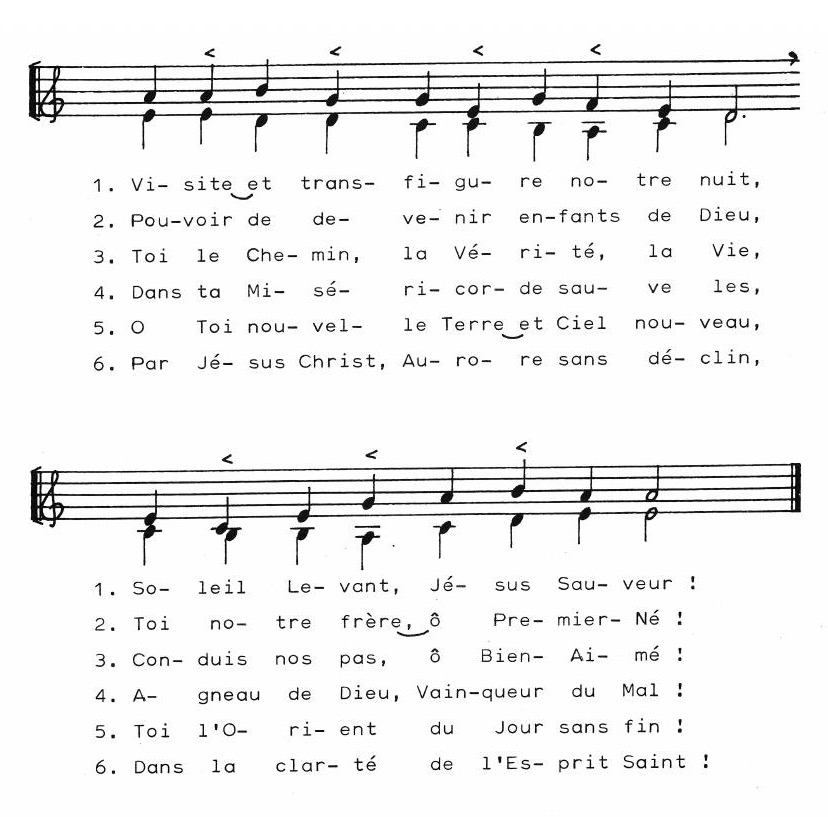 1. Vi- site et trans- fi- gu- re no- tre nuit,
2. Pou-voir de de- ve- nir en-fants de Dieu,
3. Toi le Che- min, la Vé- ri- té, la Vie,
4. Dans ta Mi- sé- ri- cor- de sau- ve les,
5. O Toi nou- vel- le Terre et Ciel nou- veau,
6. Par Jé- sus Christ, Au- ro- re sans dé- clin,
1. So- leil Le- vant, Jé- sus Sau- veur !
2. Toi no- tre frère, ô Pre- mier- Né !
3. Con- duis nos pas, ô Bien- Ai- mé !
4. A- gneau de Dieu, Vain-queur du Mal !
5. Toi l'O- ri- ent du Jour sans fin !
6. Dans la clar- té de l'Es- prit Saint !